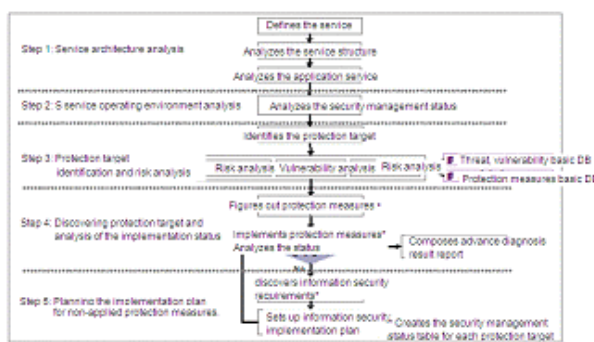 Defines the service
Step 1: Service architecture analysis
Analyzes the service structure
Analyzes the application service
Step 2: S service operating environment analysis
Analyzes the security management status
Identifies the protection target
Step 3: Protection target
identification and risk analysis
Risk analysis
Vulnerability analysis
Risk analysis
Threat, vulnerability basic DB
Protection measures basic DB
Figures out protection measures *
Step 4: Discovering protection target and
analysis of the implementation status
Implements protection measures*
Analyzes the status
Composes advance diagnosis
result report
No
discovers information security
requirements*
Step 5: Planning the implementation plan
for non-applied protection measures.
Sets up information security
implementation plan
Creates the security management
status table for each protection target